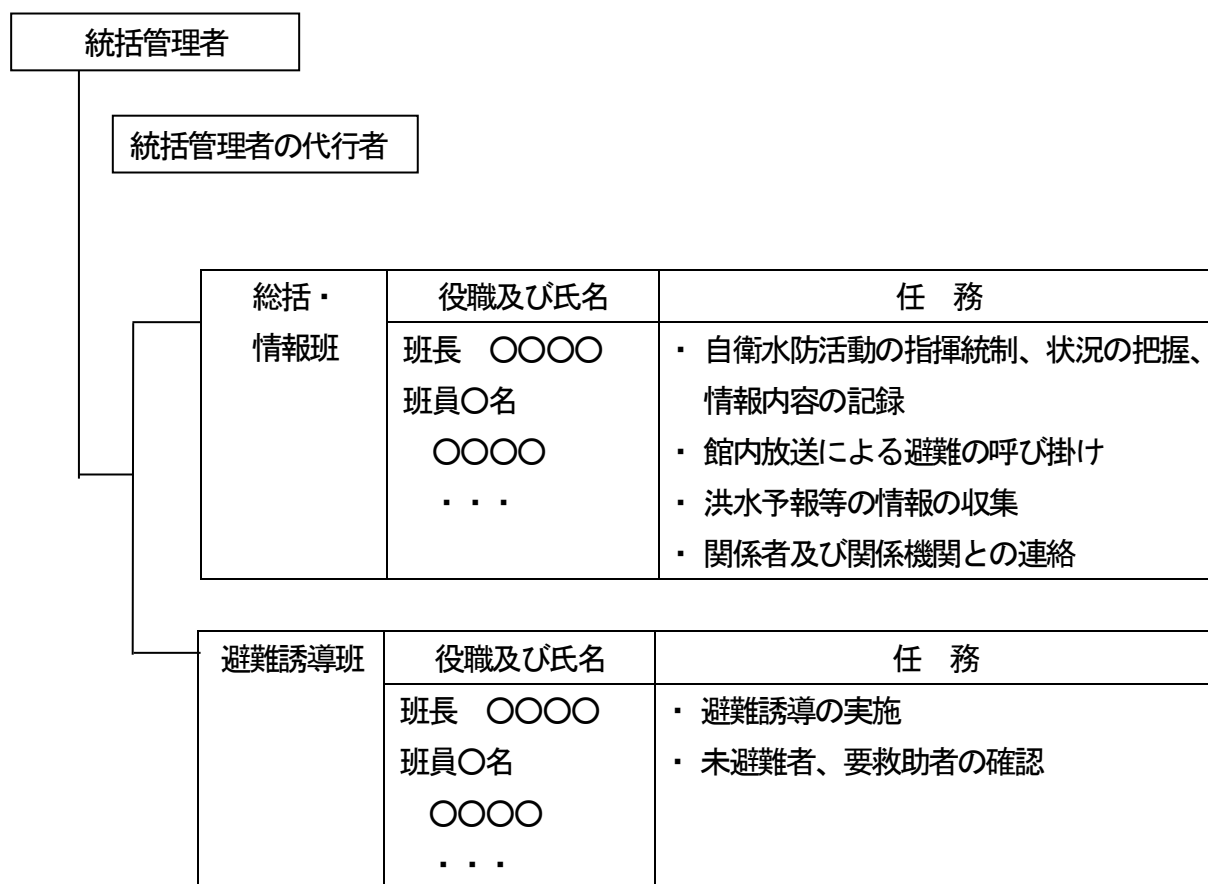 統括管理者
統括管理者の代行者
総括・ 役職及び氏名 任 務
情報班 班長 〇〇〇〇 ・ 自衛水防活動の指揮統制、状況の把握、
班員〇名 情報内容の記録
〇〇〇〇 ・ 館内放送による避難の呼び掛け
・・・ ・ 洪水予報等の情報の収集
・ 関係者及び関係機関との連絡
避難誘導班 役職及び氏名 任 務
班長 〇〇〇〇 ・ 避難誘導の実施
班員〇名 ・ 未避難者、要救助者の確認
〇〇〇〇
・・・